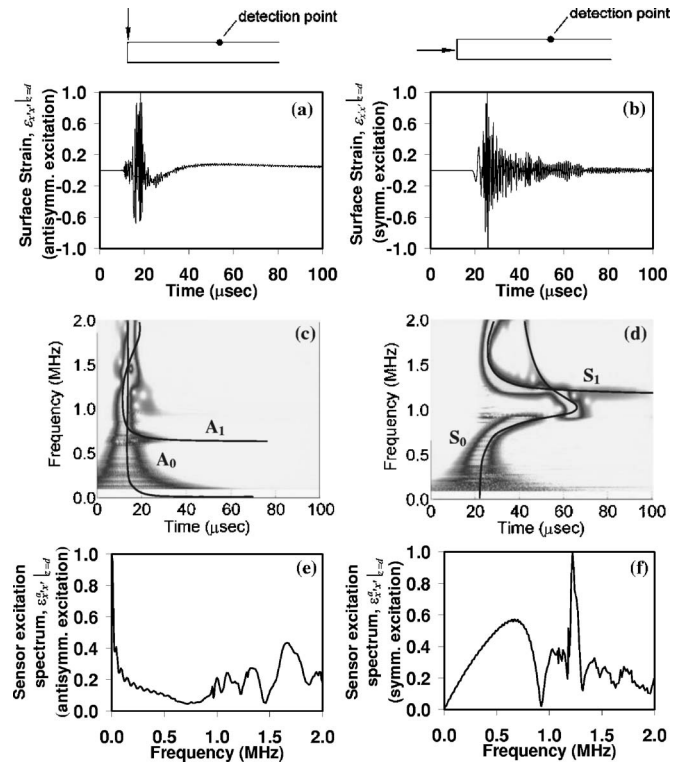 detection point
detection point
(a)
Surface Strain, εx'x'|z=d
(antisymm. excitation)
1.0
0.6
0.2
-0.2
-0.6
-1.0
0 20 40 60 80 100
Time (μsec)
(b)
Surface Strain, εx'x'|z=d
(symm. excitation)
1.0
0.6
0.2
-0.2
-0.6
-1.0
0 20 40 60 80 100
Time (μsec)
(c)
Frequency (MHz)
2.0
1.5
1.0
0.5
0.0
A1
A0
0 20 40 60 80 100
Time (μsec)
(d)
Frequency (MHz)
2.0
1.5
1.0
0.5
0.0
S1
S0
0 20 40 60 80 100
Time (μsec)
(e)
Sensor excitation
spectrum, εᵃx'x'|z=d
(antisymm. excitation)
1.0
0.8
0.6
0.4
0.2
0.0
0.0 0.5 1.0 1.5 2.0
Frequency (MHz)
(f)
Sensor excitation
spectrum, εᵃx'x'|z=d
(symm. excitation)
1.0
0.8
0.6
0.4
0.2
0.0
0.0 0.5 1.0 1.5 2.0
Frequency (MHz)